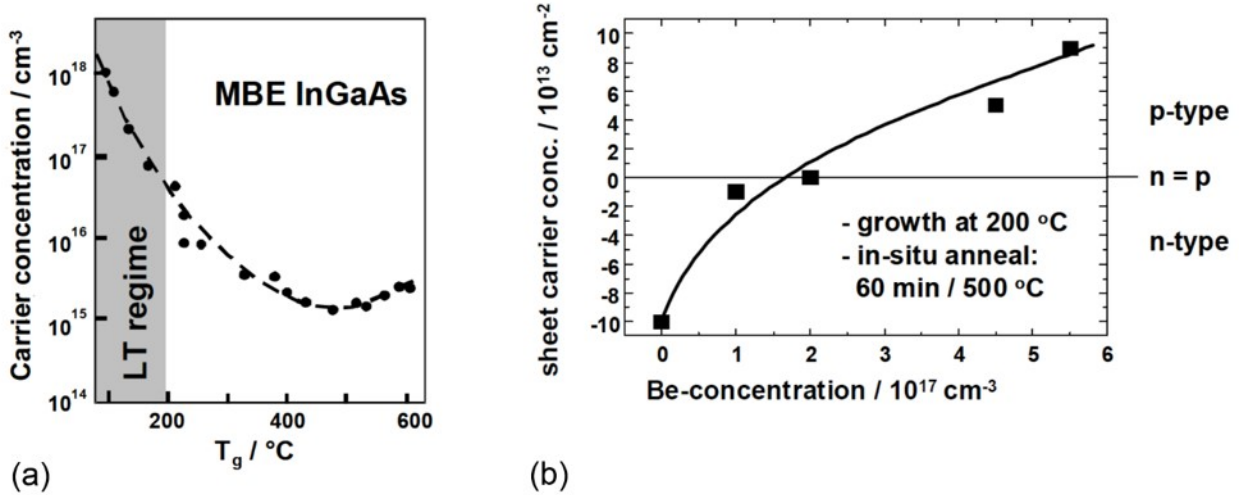 Carrier concentration / cm-3
10^18
10^17
10^16
10^15
10^14
LT regime
MBE InGaAs
200
400
600
Tg / °C
(a)
sheet carrier conc. / 10^13 cm-2
10
8
6
4
2
0
-2
-4
-6
-8
-10
- growth at 200 °C
- in-situ anneal:
60 min / 500 °C
0 1 2 3 4 5 6
Be-concentration / 10^17 cm-3
p-type
n = p
n-type
(b)